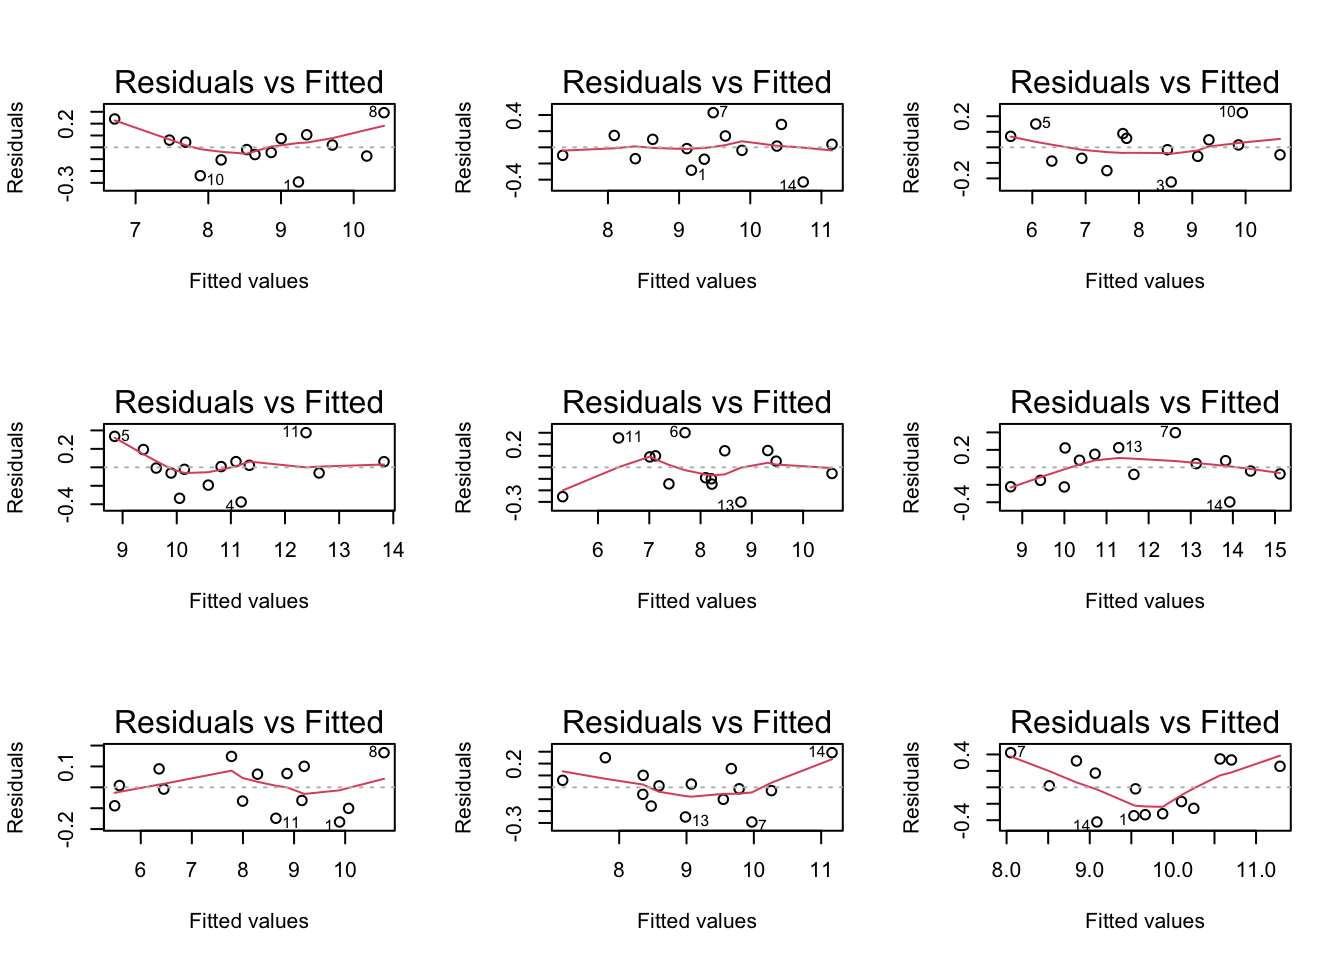 Residuals vs Fitted
Residuals
0.2
-0.3
8
10
1
7 8 9 10
Fitted values
Residuals vs Fitted
Residuals
0.4
-0.4
7
1
14
8 9 10 11
Fitted values
Residuals vs Fitted
Residuals
0.2
-0.2
10
5
3
6 7 8 9 10
Fitted values
Residuals vs Fitted
Residuals
0.2
-0.4
5
11
4
9 10 11 12 13 14
Fitted values
Residuals vs Fitted
Residuals
0.2
-0.3
11
6
13
6 7 8 9 10
Fitted values
Residuals vs Fitted
Residuals
0.2
-0.4
7
13
14
9 10 11 12 13 14 15
Fitted values
Residuals vs Fitted
Residuals
0.1
-0.2
8
11
1
6 7 8 9 10
Fitted values
Residuals vs Fitted
Residuals
0.2
-0.3
14
13
7
8 9 10 11
Fitted values
Residuals vs Fitted
Residuals
0.4
-0.4
7
14
1
8.0 9.0 10.0 11.0
Fitted values